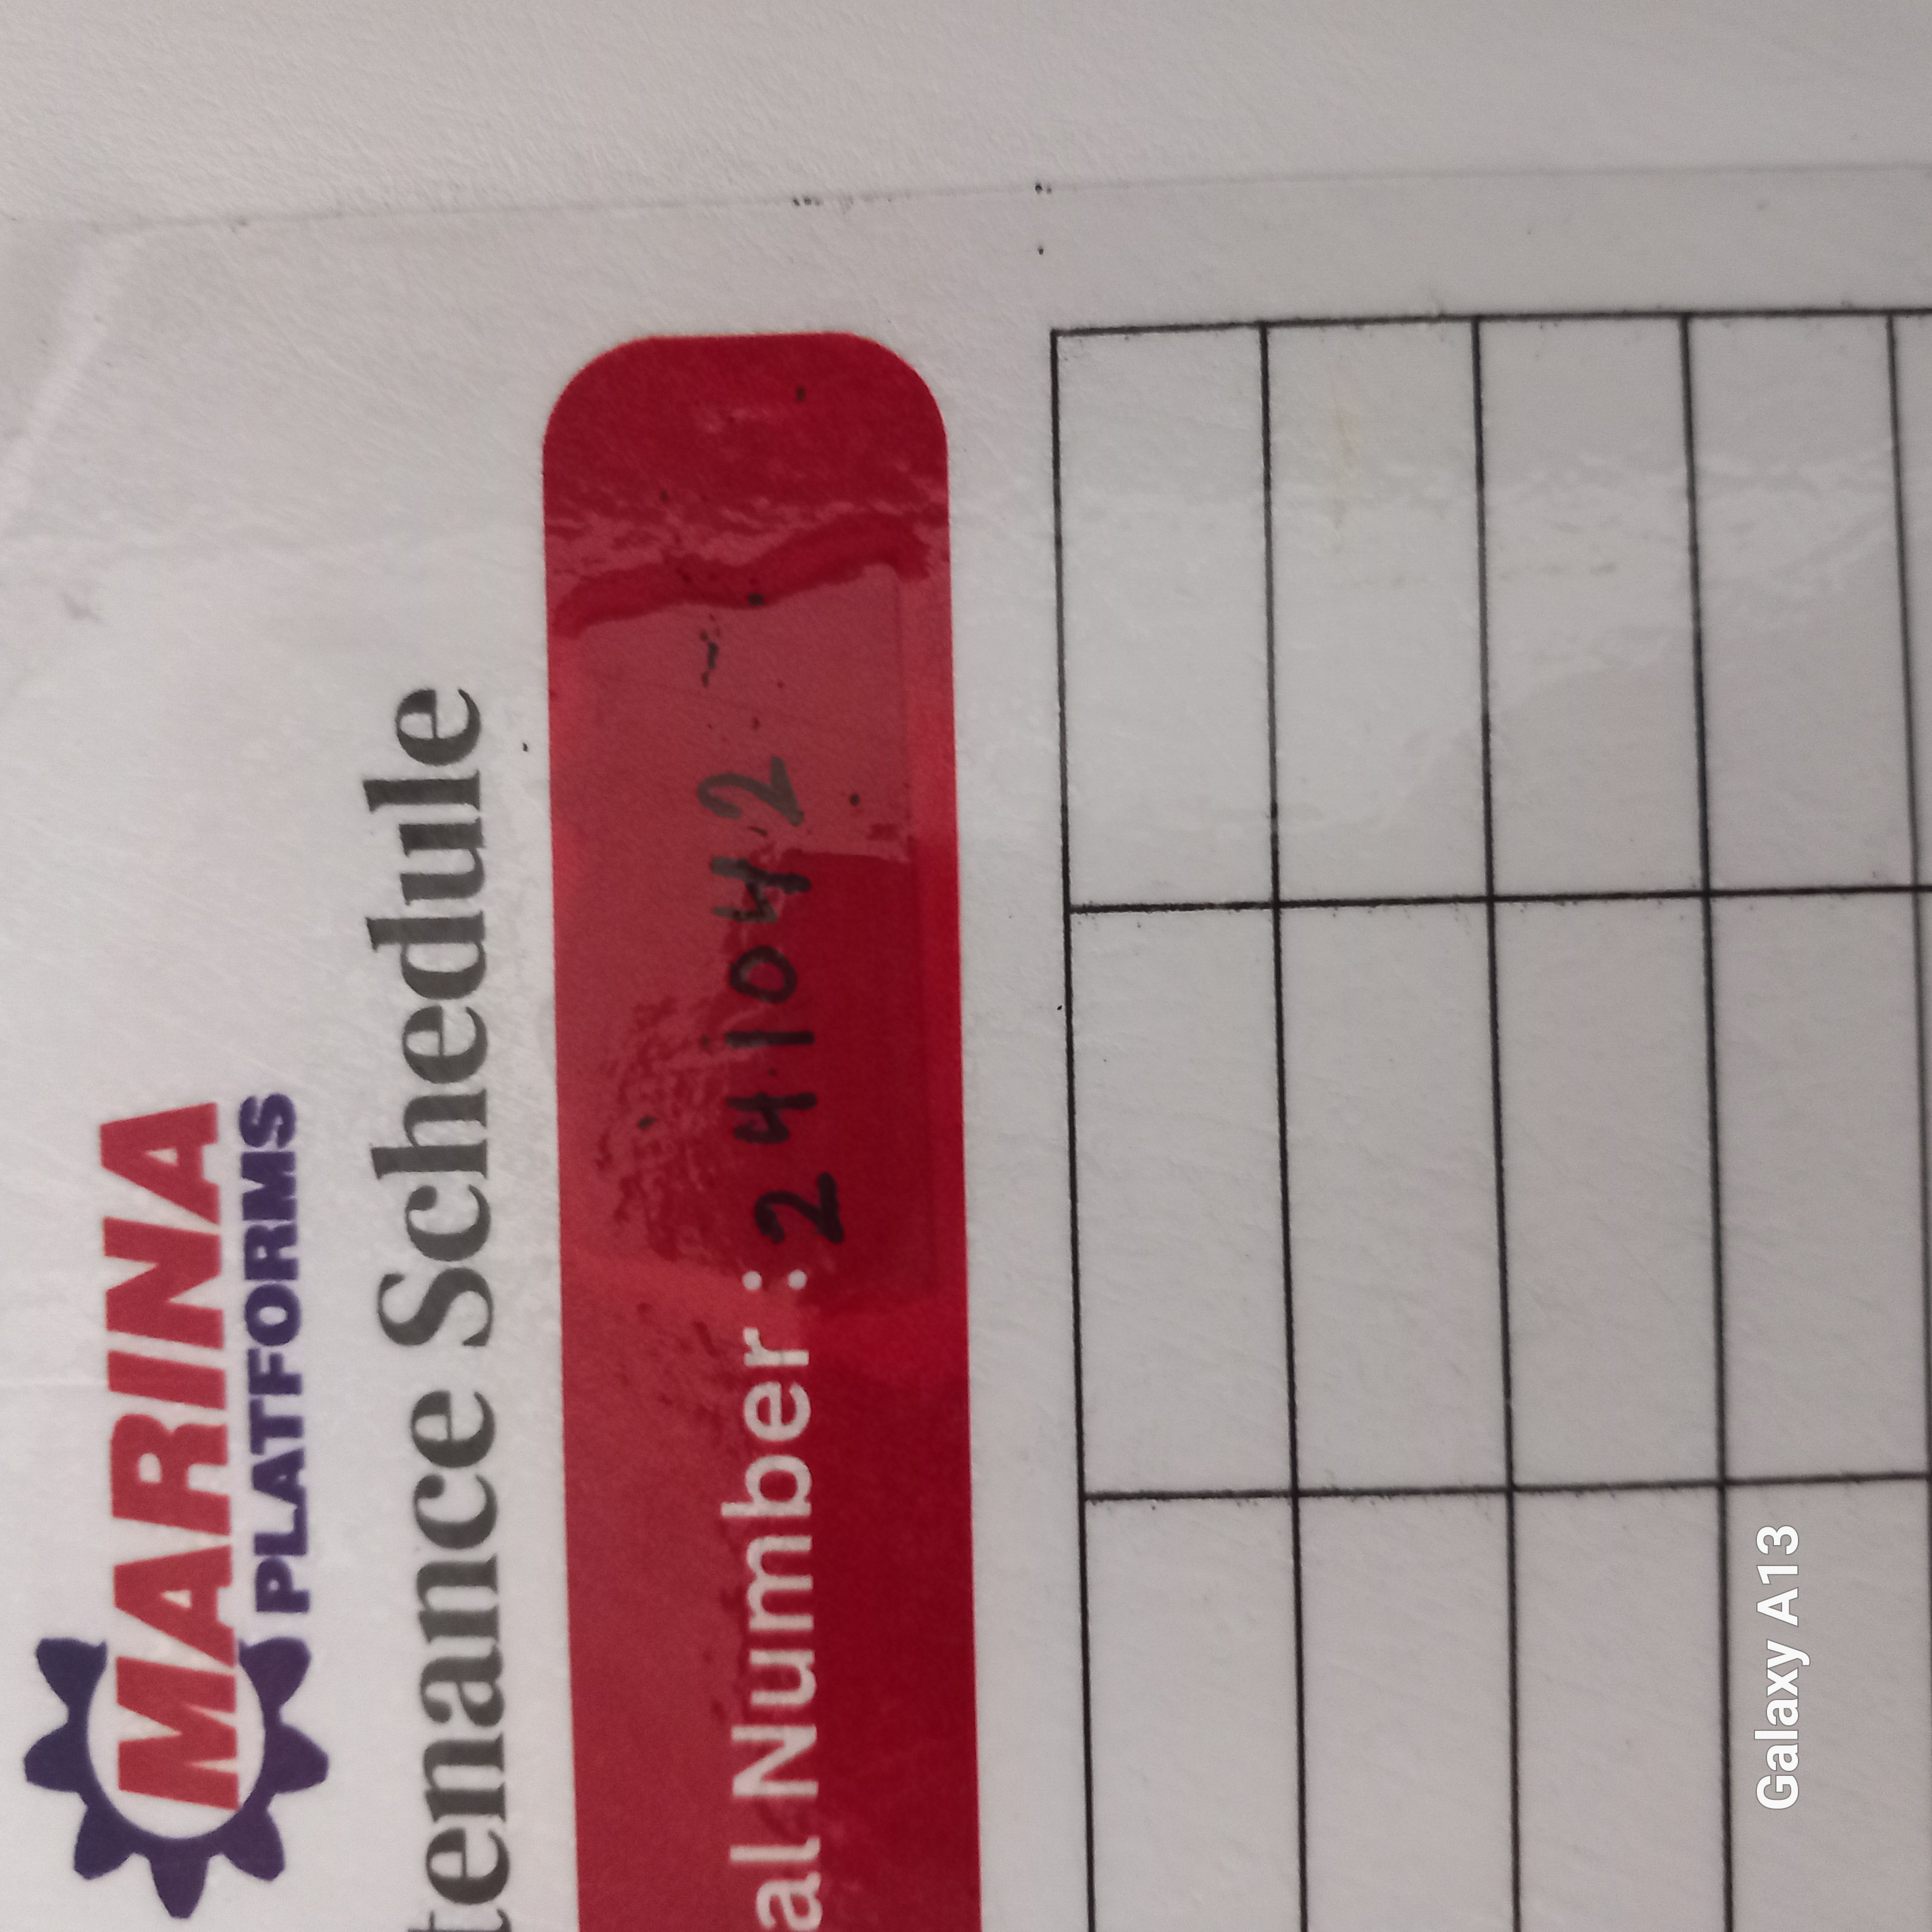 MARINA
PLATFORMS
tenance Schedule
al Number : 241042
Galaxy A13